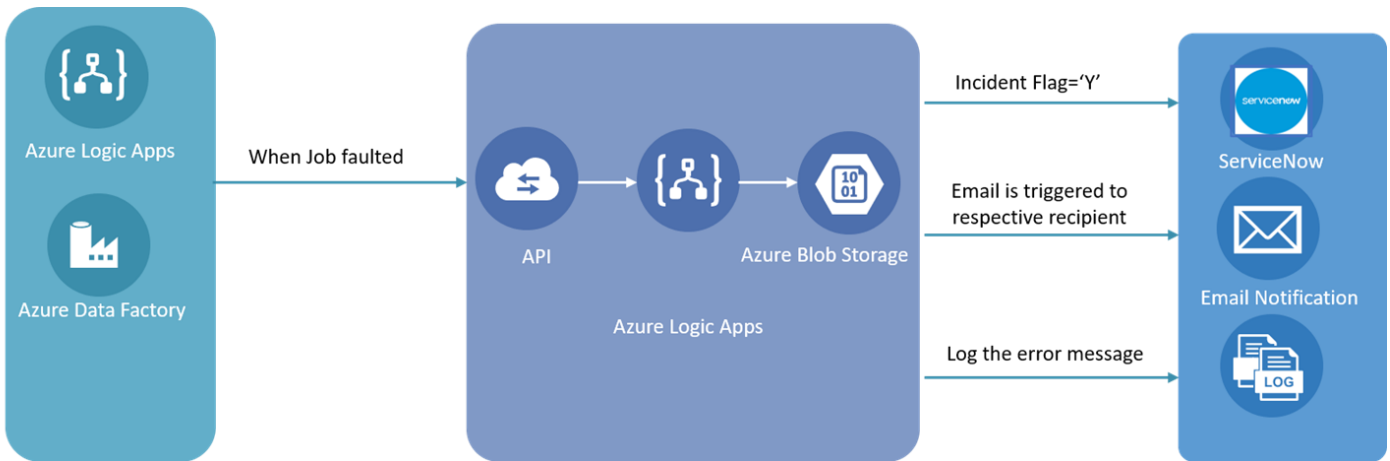 Azure Logic Apps
Azure Data Factory
When Job faulted
API
10
01
Azure Blob Storage
Azure Logic Apps
Incident Flag=‘Y’
Email is triggered to
respective recipient
Log the error message
servicenow
ServiceNow
Email Notification
LOG